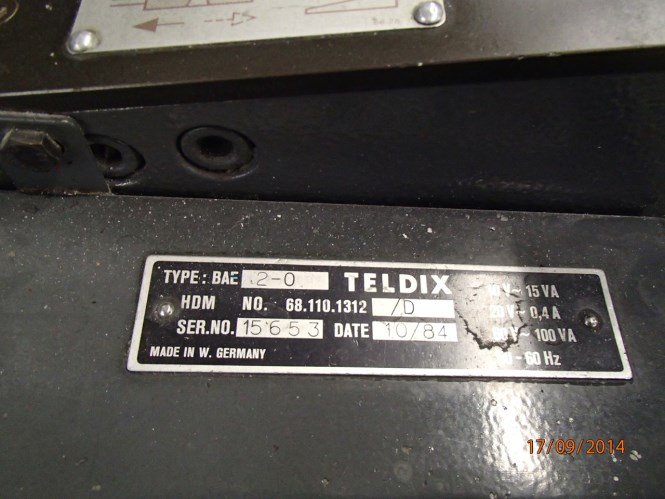 TYPE: BAE 2-0 TELDIX
HDM NO. 68.110.1312 /D
SER.NO. 15653 DATE 10/84
MADE IN W. GERMANY
V~ 15 VA
20 V~ 0,4 A
V~ 100 VA
- 60 Hz
17/09/2014